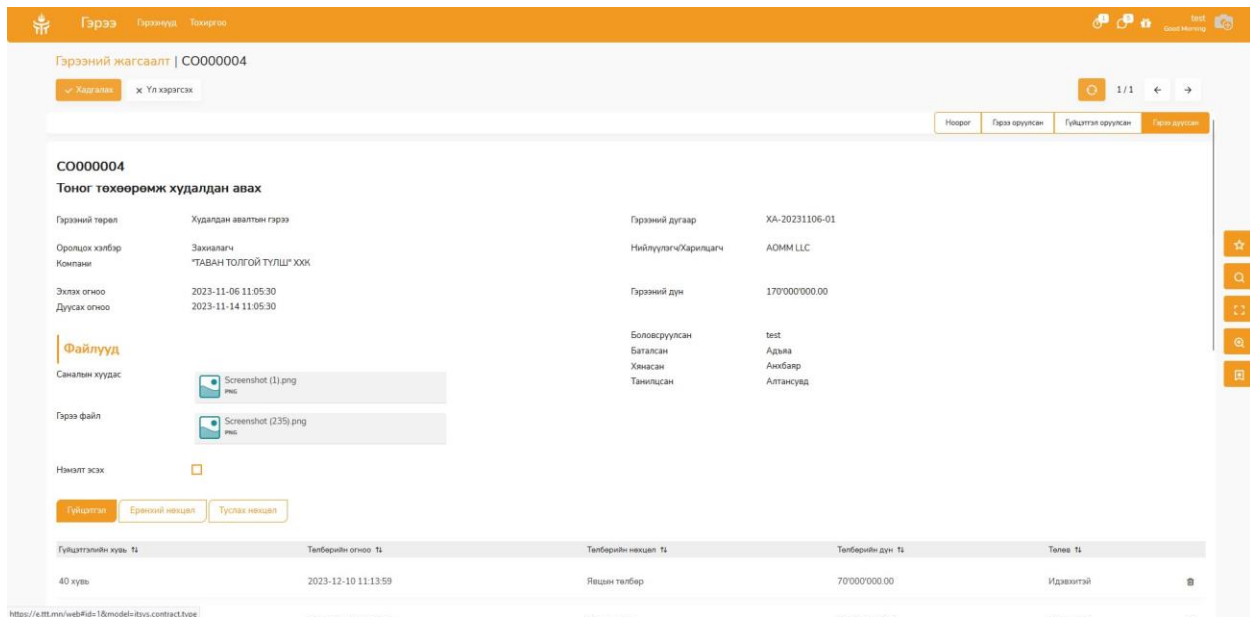 Гэрээ Гэрээнүүд Тохиргоо
test
Good Morning
Гэрээний жагсаалт | CO000004
Хадгалах Үл хэрэгсэх
1 / 1
Ноорог Гэрээ оруулсан Гүйцэтгэл оруулсан Гэрээ дууссан
CO000004
Тоног төхөөрөмж худалдан авах
Гэрээний төрөл Худалдан авалтын гэрээ Гэрээний дугаар ХА-20231106-01
Оролцох хэлбэр Захиалагч Нийлүүлэгч/Харилцагч AOMM LLC
Компани "ТАВАН ТОЛГОЙ ТҮЛШ" ХХК
Эхлэх огноо 2023-11-06 11:05:30 Гэрээний дүн 170'000'000.00
Дуусах огноо 2023-11-14 11:05:30
Боловсруулсан test
Файлууд
Баталсан Адъяа
Хянасан Анхбаяр
Саналын хуудас Screenshot (1).png Танилцсан Алтансувд
PNG
Гэрээ файл Screenshot (235).png
PNG
Нэмэлт эсэх
Гүйцэтгэл Ерөнхий нөхцөл Туслах нөхцөл
Гүйцэтгэлийн хувь Төлбөрийн огноо Төлбөрийн нөхцөл Төлбөрийн дүн Төлөв
40 хувь 2023-12-10 11:13:59 Явцын төлбөр 70'000'000.00 Идэвхитэй
https://e.ttt.mn/web#id=1&model=itsys.contract.type